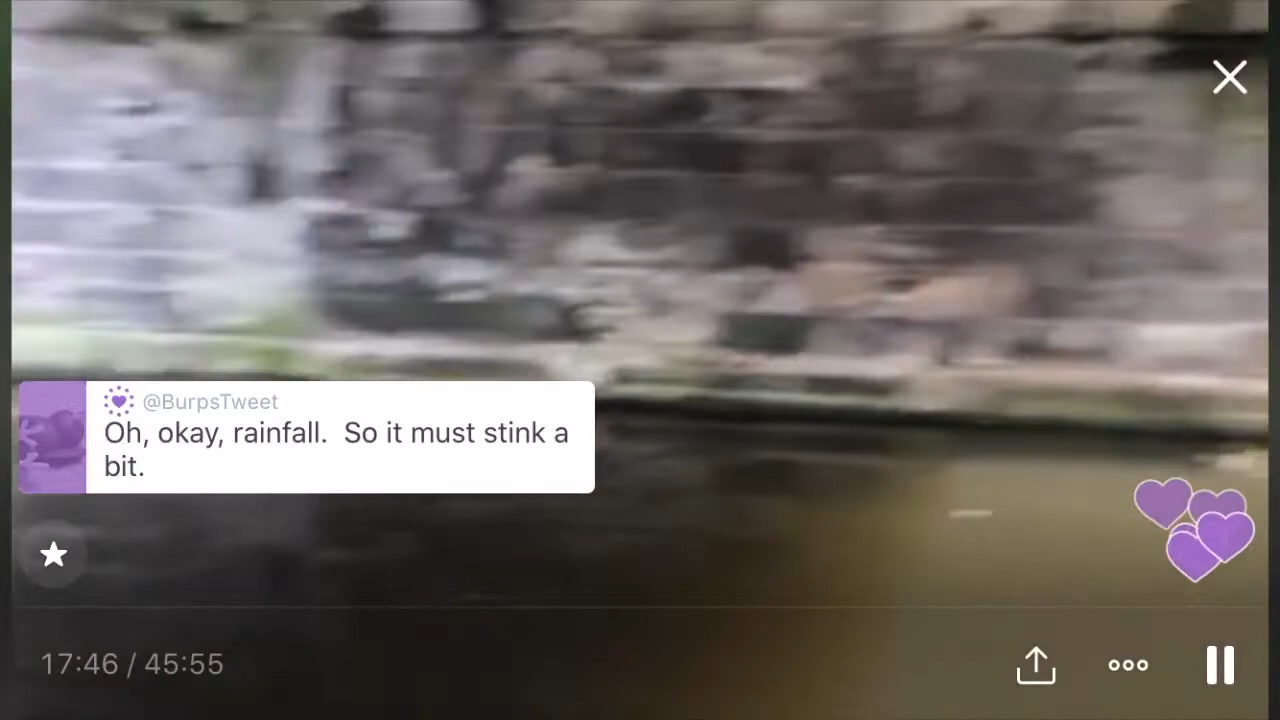 @BurpsTweet
Oh, okay, rainfall.  So it must stink a
bit.
17:46 / 45:55